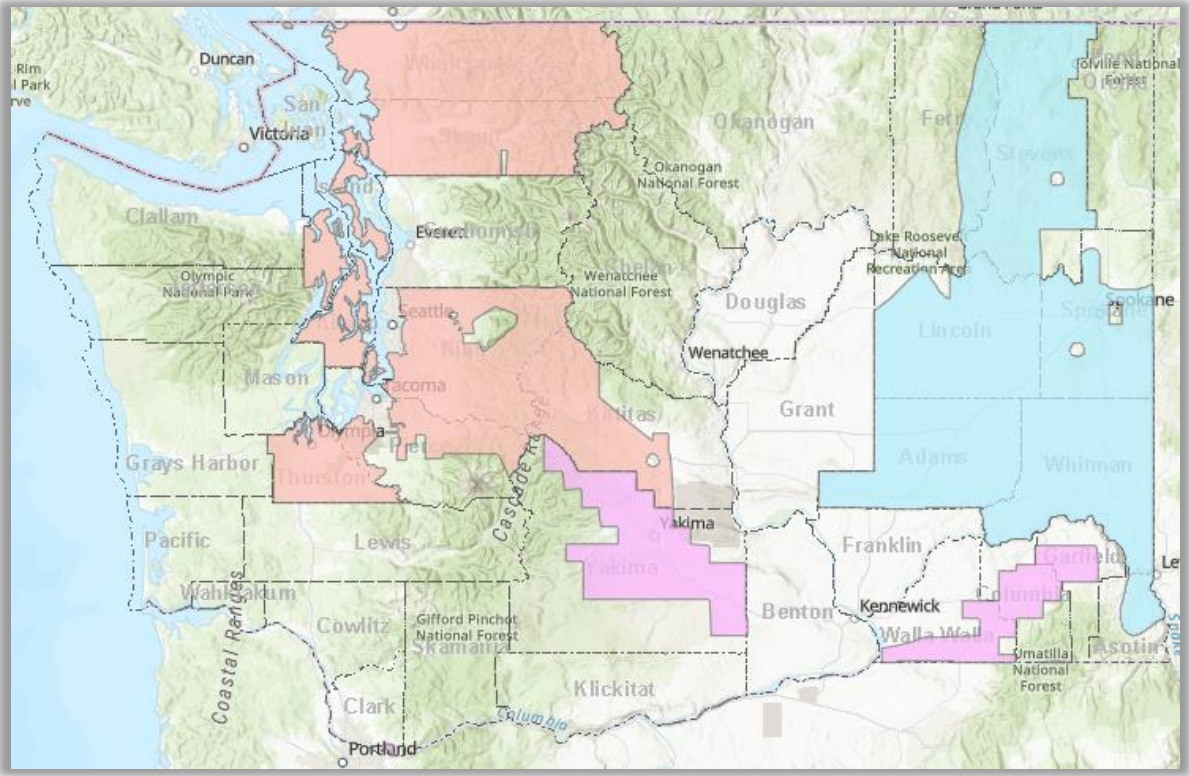 Duncan
Rim
l Park
rve
San
Juan
Victoria
Whatcom
Skagit
Okanogan
Ferry
Stevens
Pend
Oreille
Colville National
Forest
Okanogan
National Forest
Island
Clallam
Everett
Snohomish
Chelan
Lake Roosevel
National
Recreation Area
Olympic
National Park
Wenatchee
National Forest
Douglas
Spokane
Spokane
Seattle
King
Kitsap
Lincoln
Wenatchee
Mason
Tacoma
Kittitas
Grant
Olympia
Pierce
Grays Harbor
Thurston
Cascade Range
Adams
Whitman
Pacific
Lewis
Yakima
Yakima
Franklin
Garfield
Le
Wahkiakum
Columbia
Coastal Ranges
Cowlitz
Gifford Pinchot
National Forest
Skamania
Benton
Kennewick
Walla Walla
Asotin
Umatilla
National
Forest
Klickitat
Clark
Columbia
Portland